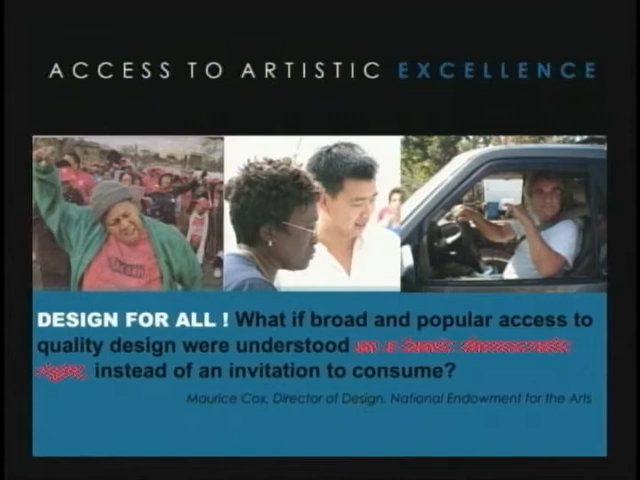 ACCESS TO ARTISTIC EXCELLENCE
DESIGN FOR ALL ! What if broad and popular access to
quality design were understood
instead of an invitation to consume?
Maurice Cox, Director of Design, National Endowment for the Arts